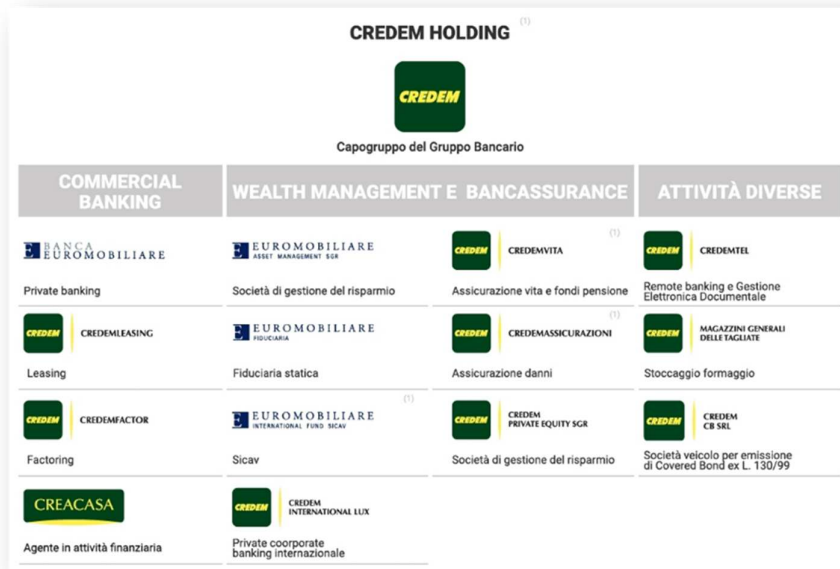 CREDEM HOLDING (1)
CREDEM
Capogruppo del Gruppo Bancario
COMMERCIAL
BANKING
WEALTH MANAGEMENT E BANCASSURANCE
ATTIVITÀ DIVERSE
E BANCA
EUROMOBILIARE
Private banking
E EUROMOBILIARE
ASSET MANAGEMENT SGR
Società di gestione del risparmio
(1)
CREDEM CREDEMVITA
Assicurazione vita e fondi pensione
CREDEM CREDEMTEL
Remote banking e Gestione
Elettronica Documentale
CREDEM CREDEMLEASING
Leasing
E EUROMOBILIARE
FIDUCIARIA
Fiduciaria statica
(1)
CREDEM CREDEMASSICURAZIONI
Assicurazione danni
CREDEM MAGAZZINI GENERALI
DELLE TAGLIATE
Stoccaggio formaggio
CREDEM CREDEMFACTOR
Factoring
(1)
E EUROMOBILIARE
INTERNATIONAL FUND SICAV
Sicav
CREDEM CREDEM
PRIVATE EQUITY SGR
Società di gestione del risparmio
CREDEM CREDEM
CB SRL
Società veicolo per emissione
di Covered Bond ex L. 130/99
CREACASA
Agente in attività finanziaria
CREDEM CREDEM
INTERNATIONAL LUX
Private coorporate
banking internazionale